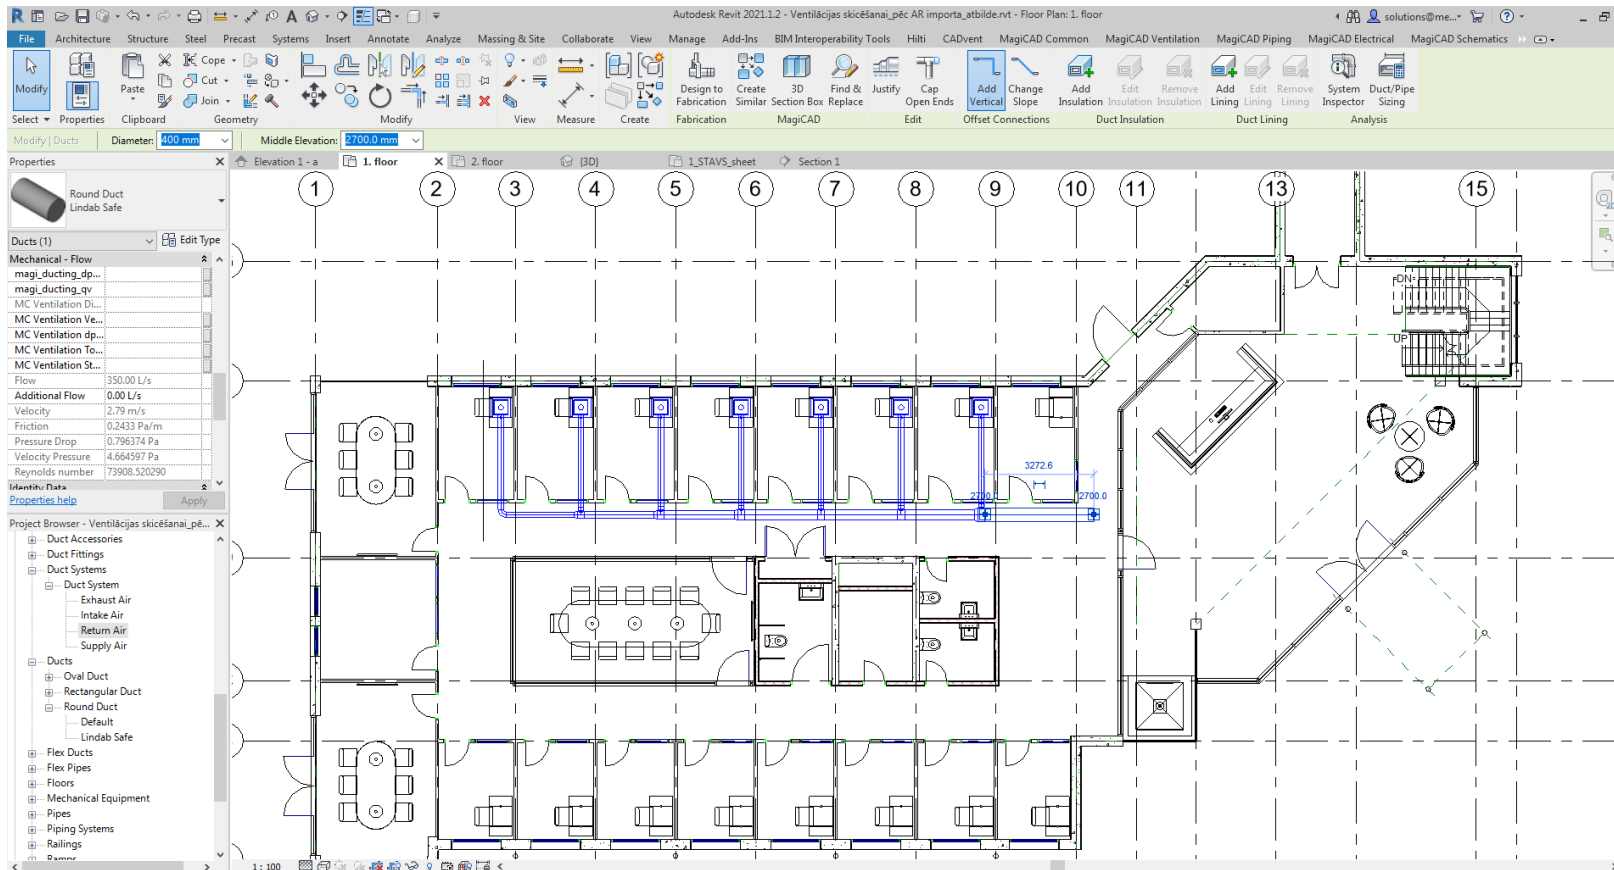 Autodesk Revit 2021.1.2 - Ventilācijas skicēšanai_pēc AR importa_atbilde.rvt - Floor Plan: 1. floor
solutions@me...
File Architecture Structure Steel Precast Systems Insert Annotate Analyze Massing & Site Collaborate View Manage Add-Ins BIM Interoperability Tools Hilti CADvent MagiCAD Common MagiCAD Ventilation MagiCAD Piping MagiCAD Electrical MagiCAD Schematics
Cope
Cut
Join
Modify Paste
Design to Fabrication
Create Similar
3D Section Box
Find & Replace
Justify
Cap Open Ends
Add Vertical
Change Slope
Add Insulation
Edit Insulation
Remove Insulation
Add Lining
Edit Lining
Remove Lining
System Inspector
Duct/Pipe Sizing
Select Properties Clipboard Geometry Modify View Measure Create Fabrication MagiCAD Edit Offset Connections Duct Insulation Duct Lining Analysis
Modify | Ducts Diameter: 400 mm Middle Elevation: 2700.0 mm
Properties
Elevation 1 - a 1. floor 2. floor {3D} 1_STAVS_sheet Section 1
Round Duct
Lindab Safe
Ducts (1) Edit Type
Mechanical - Flow
magi_ducting_dp...
magi_ducting_qv
MC Ventilation Di...
MC Ventilation Ve...
MC Ventilation dp...
MC Ventilation To...
MC Ventilation St...
Flow 350.00 L/s
Additional Flow 0.00 L/s
Velocity 2.79 m/s
Friction 0.2433 Pa/m
Pressure Drop 0.796374 Pa
Velocity Pressure 4.664597 Pa
Reynolds number 73908.520290
Identity Data
Properties help Apply
Project Browser - Ventilācijas skicēšanai_pē...
Duct Accessories
Duct Fittings
Duct Systems
Duct System
Exhaust Air
Intake Air
Return Air
Supply Air
Ducts
Oval Duct
Rectangular Duct
Round Duct
Default
Lindab Safe
Flex Ducts
Flex Pipes
Floors
Mechanical Equipment
Pipes
Piping Systems
Railings
Ramps
1 2 3 4 5 6 7 8 9 10 11 13 15
DN
UP
3272.6
2700.0
1 : 100